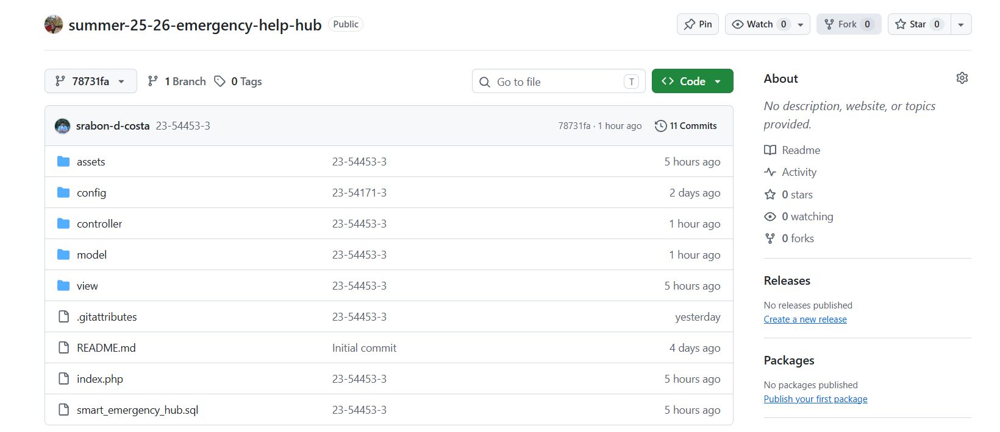 summer-25-26-emergency-help-hub Public Pin Watch 0 Fork 0 Star 0
78731fa 1 Branch 0 Tags Go to file T Code
srabon-d-costa 23-54453-3 78731fa · 1 hour ago 11 Commits
assets 23-54453-3 5 hours ago
config 23-54171-3 2 days ago
controller 23-54453-3 1 hour ago
model 23-54453-3 1 hour ago
view 23-54453-3 5 hours ago
.gitattributes 23-54453-3 yesterday
README.md Initial commit 4 days ago
index.php 23-54453-3 5 hours ago
smart_emergency_hub.sql 23-54453-3 5 hours ago
About
No description, website, or topics
provided.
Readme
Activity
0 stars
0 watching
0 forks
Releases
No releases published
Create a new release
Packages
No packages published
Publish your first package